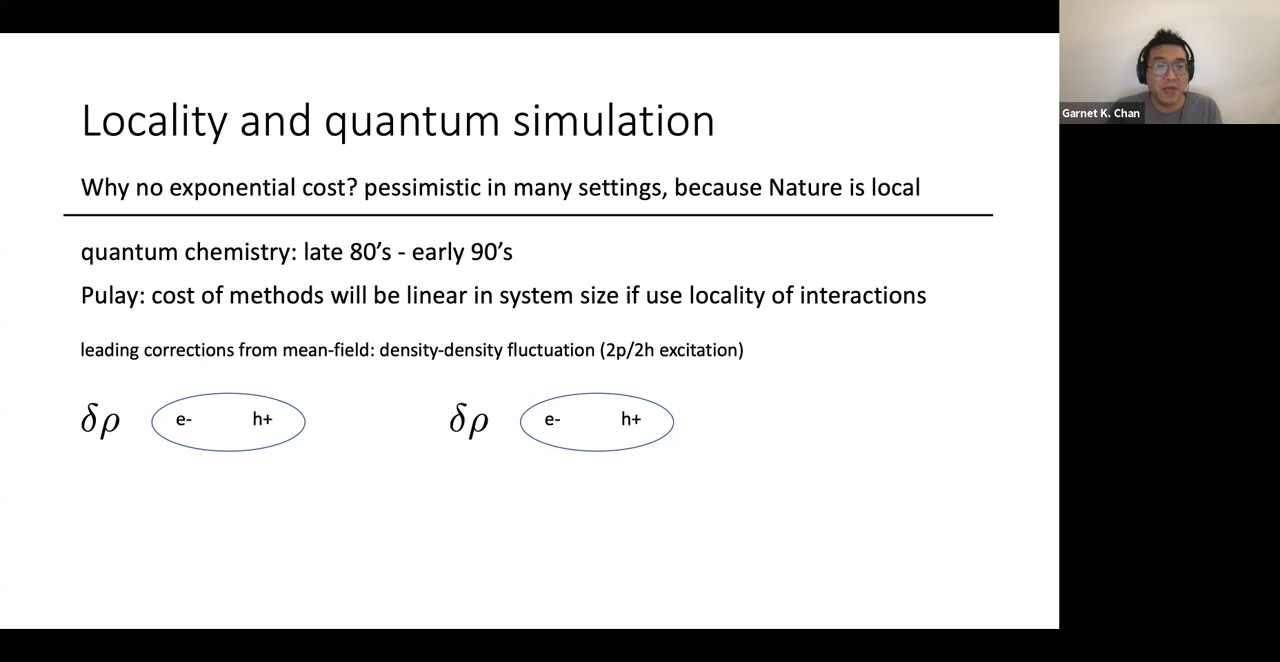 Locality and quantum simulation
Why no exponential cost? pessimistic in many settings, because Nature is local
quantum chemistry: late 80’s - early 90’s
Pulay: cost of methods will be linear in system size if use locality of interactions
leading corrections from mean-field: density-density fluctuation (2p/2h excitation)
δρ e- h+ δρ e- h+
Garnet K. Chan